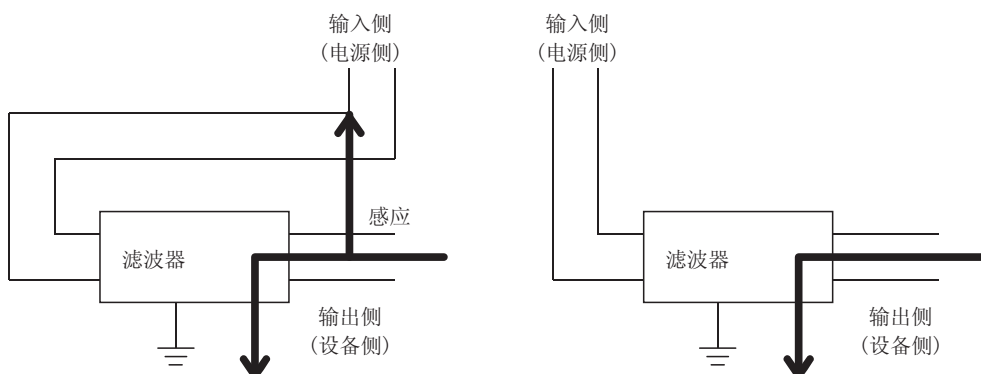 输入侧
(电源侧)
感应
滤波器
输出侧
(设备侧)
输入侧
(电源侧)
滤波器
输出侧
(设备侧)